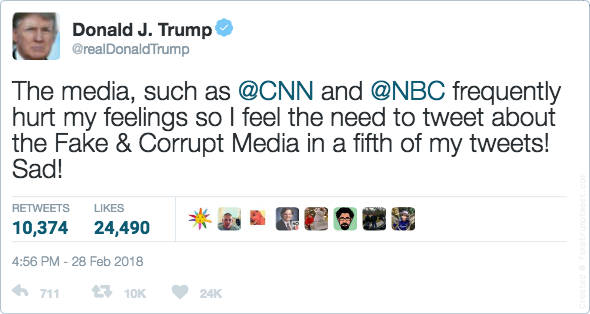 Donald J. Trump
@realDonaldTrump
The media, such as @CNN and @NBC frequently
hurt my feelings so I feel the need to tweet about
the Fake & Corrupt Media in a fifth of my tweets!
Sad!
RETWEETS LIKES
10,374 24,490
4:56 PM - 28 Feb 2018
711 10K 24K
Created @ faketrumptweet.com